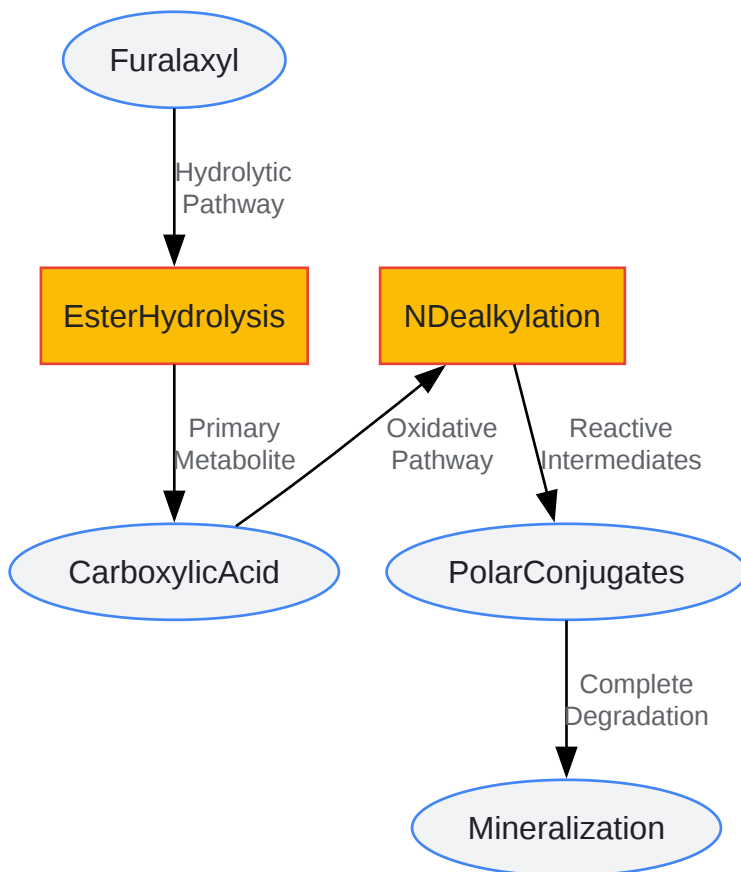 Furalaxyl
Hydrolytic
Pathway
EsterHydrolysis
NDealkylation
Primary
Metabolite
Oxidative
Pathway
Reactive
Intermediates
CarboxylicAcid
PolarConjugates
Complete
Degradation
Mineralization